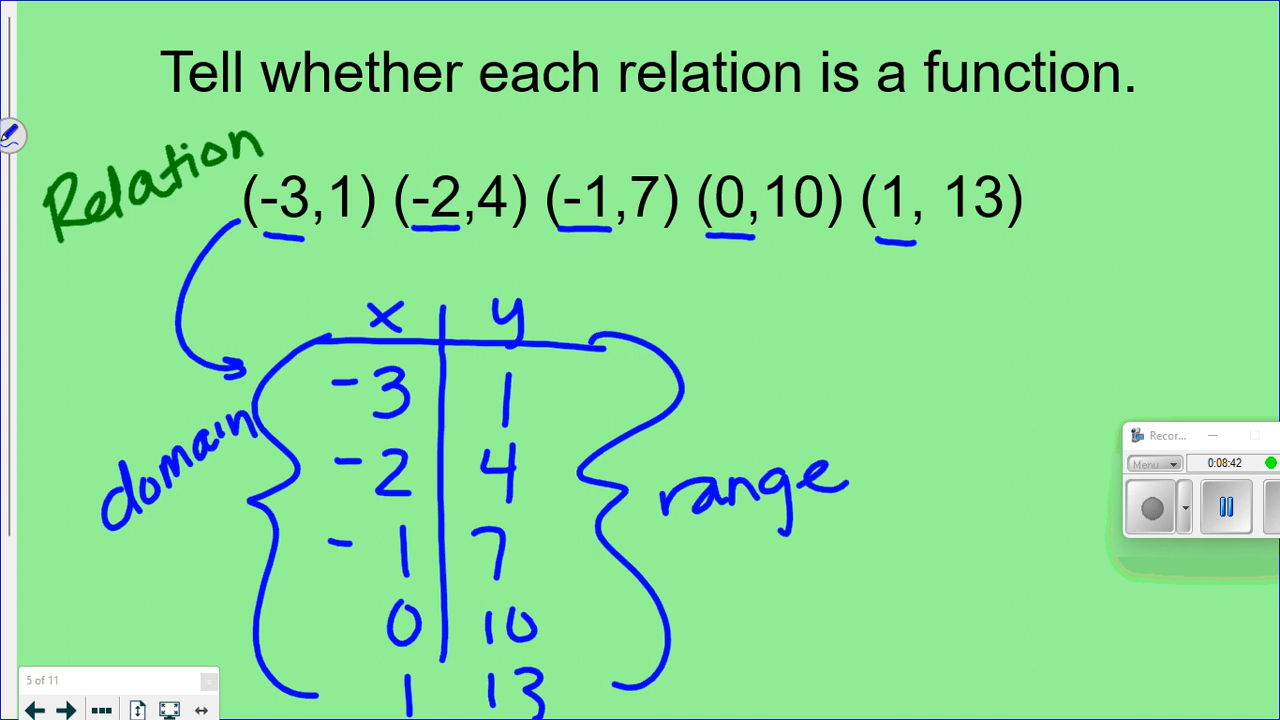 Tell whether each relation is a function.
Relation
(-3,1) (-2,4) (-1,7) (0,10) (1, 13)
x y
-3 1
-2 4
-1 7
0 10
1 13
domain
range
Recor...
Menu
0:08:42
5 of 11